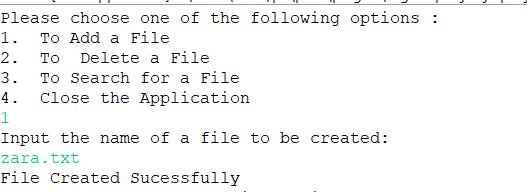 Please choose one of the following options :
1.  To Add a File
2.  To  Delete a File
3.  To Search for a File
4.  Close the Application
1
Input the name of a file to be created:
zara.txt
File Created Sucessfully